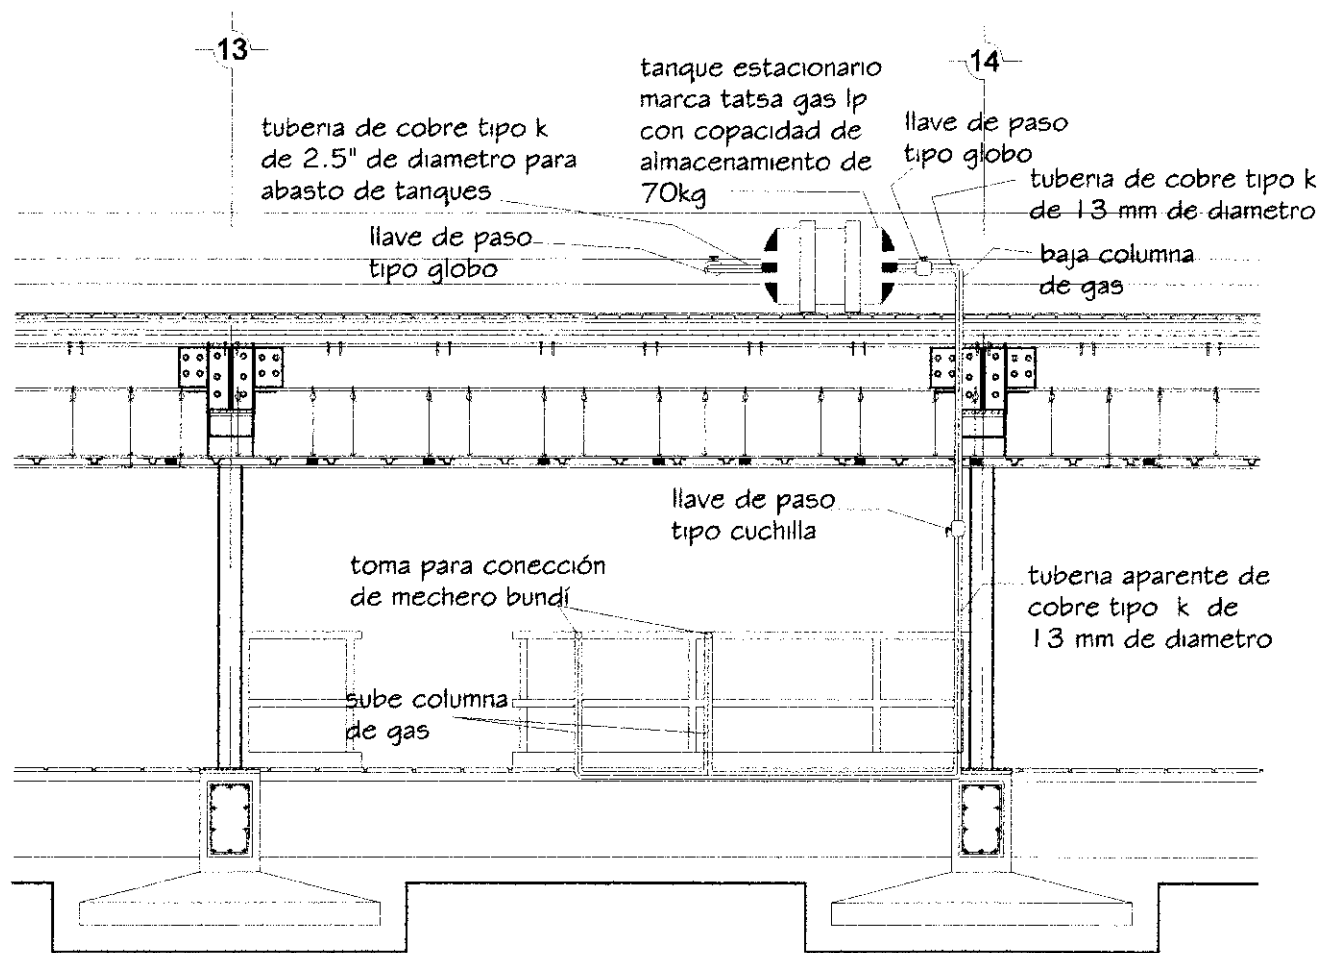 13
14
tuberia de cobre tipo k
de 2.5" de diametro para
abasto de tanques
llave de paso
tipo globo
tanque estacionario
marca tatsa gas lp
con copacidad de
almacenamiento de
70kg
llave de paso
tipo globo
tuberia de cobre tipo k
de 13 mm de diametro
baja columna
de gas
llave de paso
tipo cuchilla
toma para conección
de mechero bundí
tuberia aparente de
cobre tipo k de
13 mm de diametro
sube columna
de gas